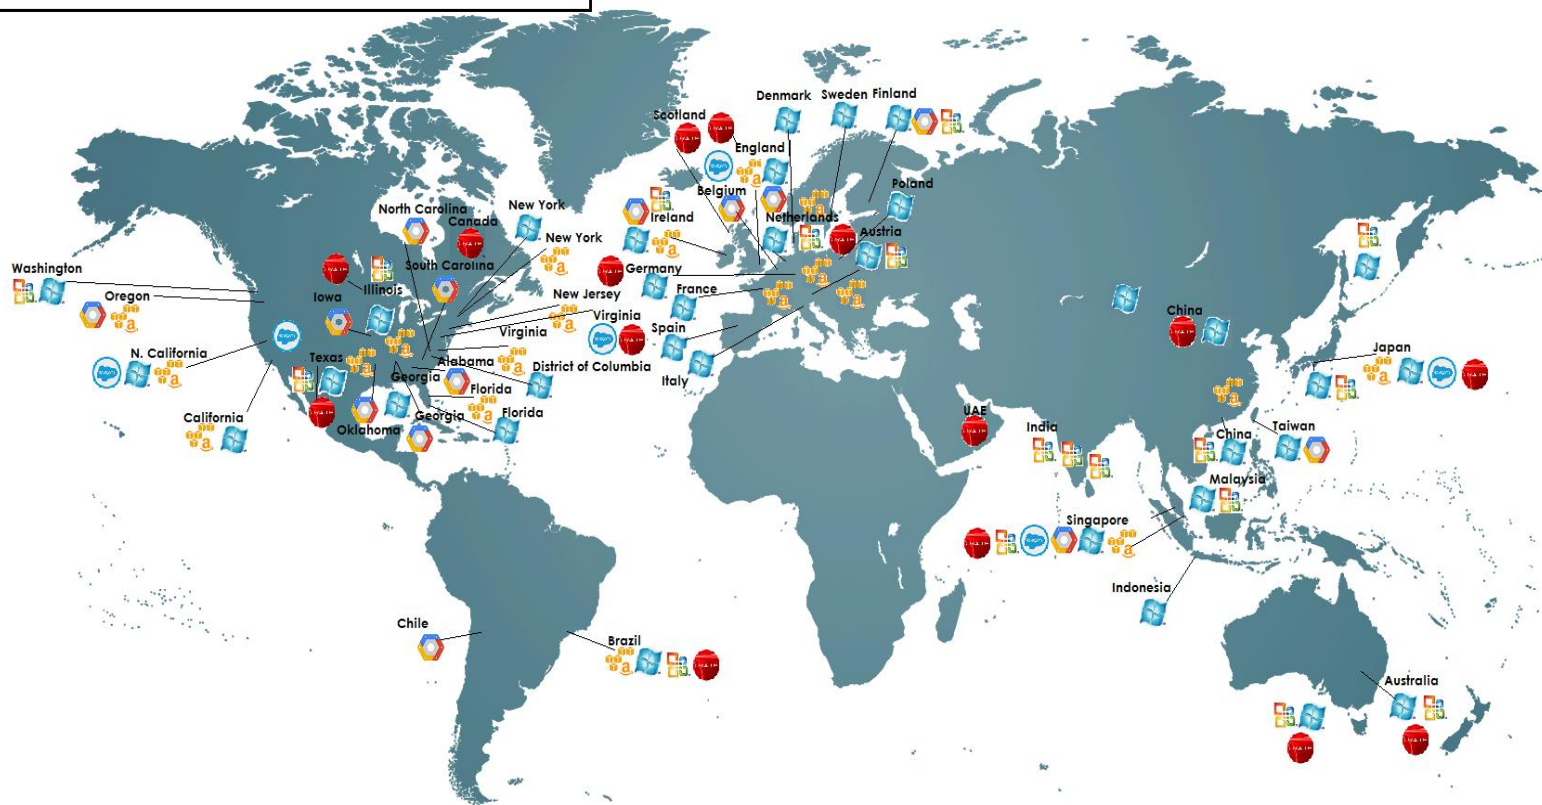 Denmark
Sweden
Finland
Scotland
England
Belgium
Poland
Netherlands
Ireland
Austria
North Carolina
Canada
New York
New York
South Carolina
Washington
Oregon
Illinois
Iowa
Germany
France
New Jersey
Virginia
Spain
Virginia
N. California
Texas
Alabama
District of Columbia
Georgia
Florida
Italy
California
Oklahoma
Georgia
Florida
UAE
India
China
Japan
China
Taiwan
Malaysia
Singapore
Indonesia
Chile
Brazil
Australia